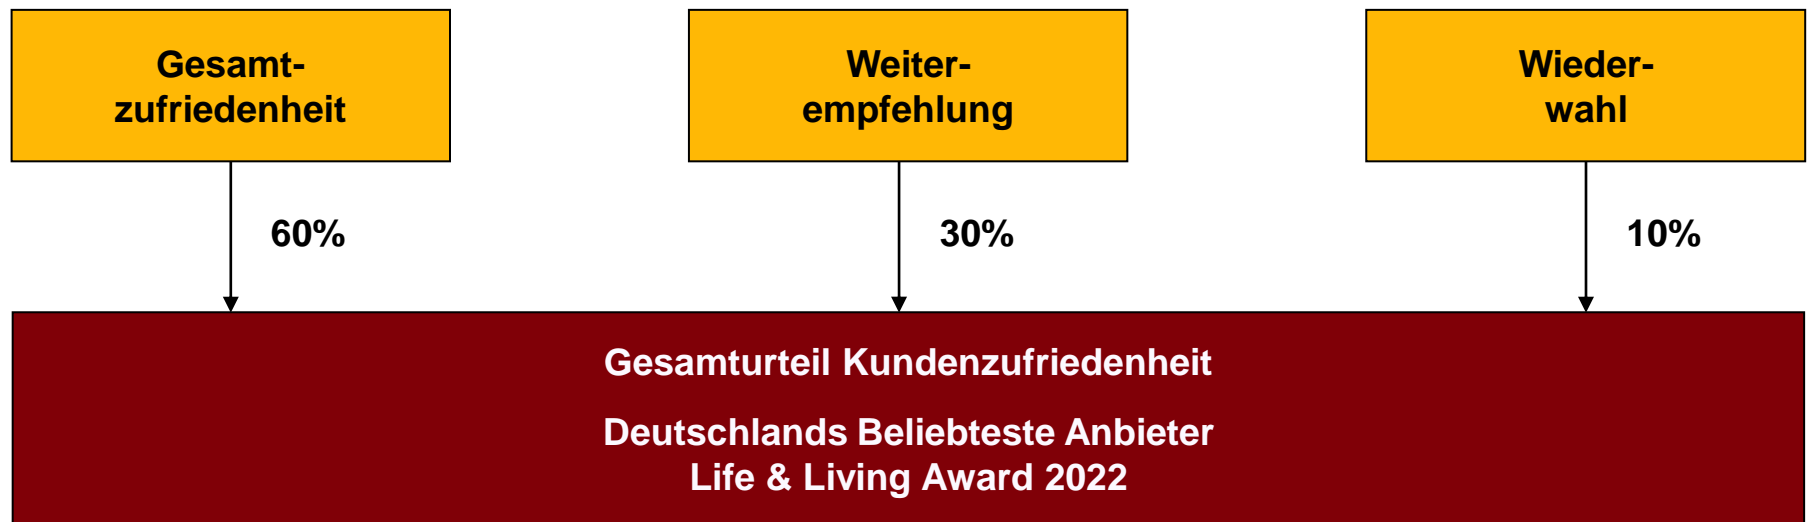 Gesamt-
zufriedenheit
Weiter-
empfehlung
Wieder-
wahl
60%
30%
10%
Gesamturteil Kundenzufriedenheit
Deutschlands Beliebteste Anbieter
Life & Living Award 2022